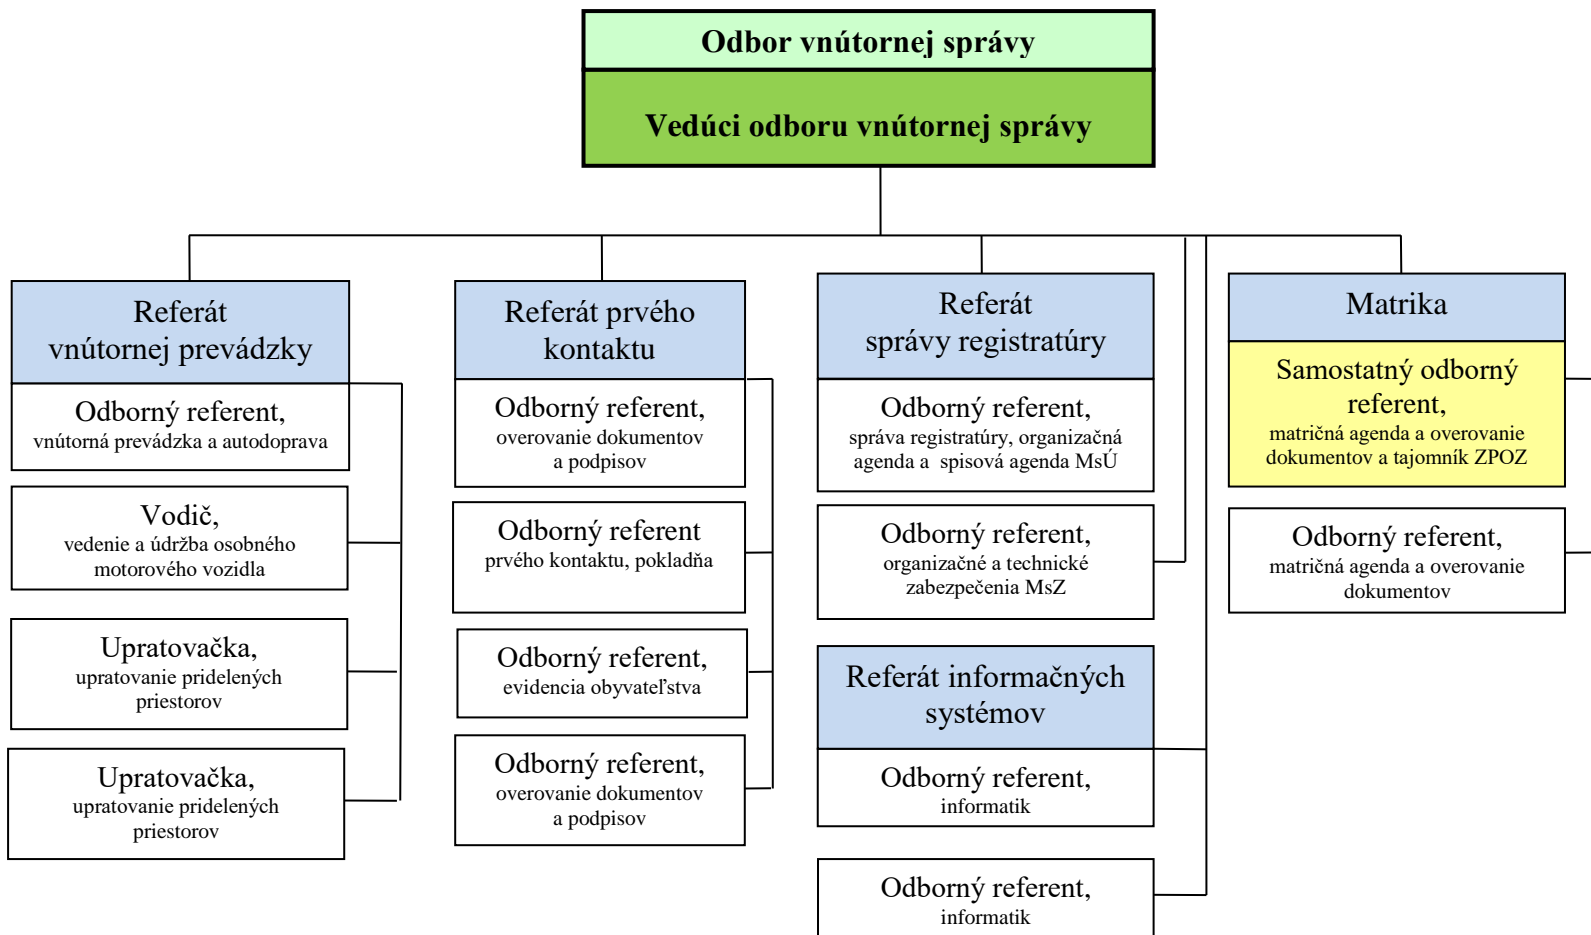 Odbor vnútornej správy
Vedúci odboru vnútornej správy
Referát
vnútornej prevádzky
Odborný referent,
vnútorná prevádzka a autodoprava
Vodič,
vedenie a údržba osobného
motorového vozidla
Upratovačka,
upratovanie pridelených
priestorov
Upratovačka,
upratovanie pridelených
priestorov
Referát prvého
kontaktu
Odborný referent,
overovanie dokumentov
a podpisov
Odborný referent
prvého kontaktu, pokladňa
Odborný referent,
evidencia obyvateľstva
Odborný referent,
overovanie dokumentov
a podpisov
Referát
správy registratúry
Odborný referent,
správa registratúry, organizačná
agenda a spisová agenda MsÚ
Odborný referent,
organizačné a technické
zabezpečenia MsZ
Referát informačných
systémov
Odborný referent,
informatik
Odborný referent,
informatik
Matrika
Samostatný odborný
referent,
matričná agenda a overovanie
dokumentov a tajomník ZPOZ
Odborný referent,
matričná agenda a overovanie
dokumentov